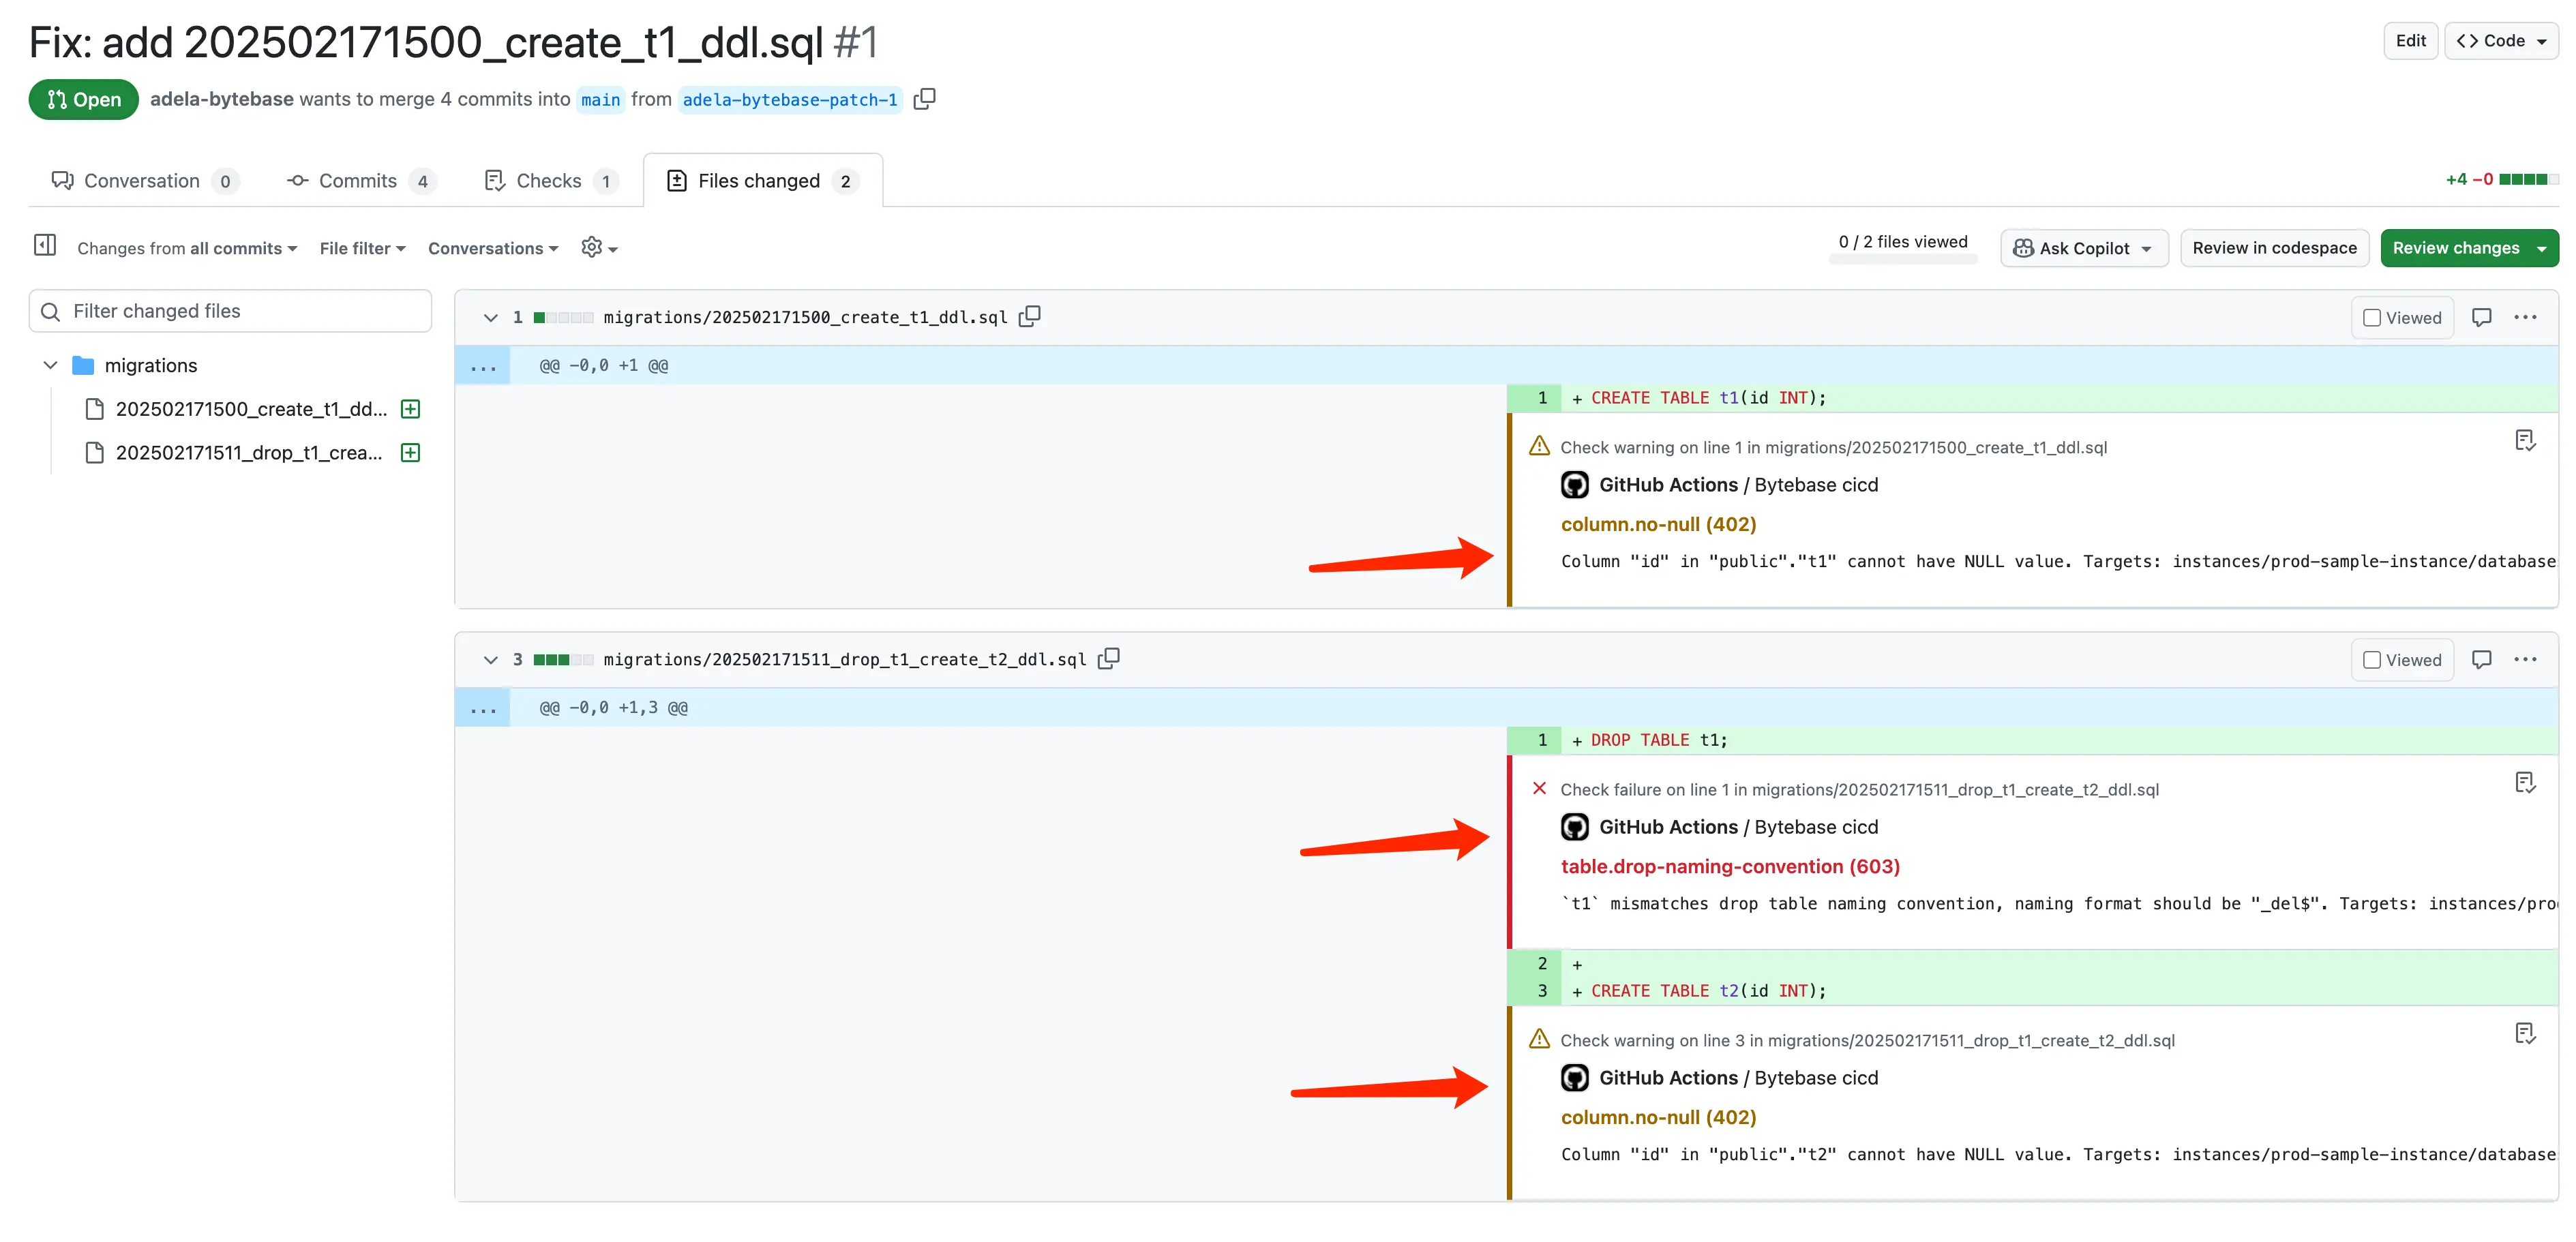 Fix: add 202502171500_create_t1_ddl.sql #1
Edit
Code
Open
adela-bytebase wants to merge 4 commits into main from adela-bytebase-patch-1
Conversation 0
Commits 4
Checks 1
Files changed 2
+4 −0
Changes from all commits
File filter
Conversations
0 / 2 files viewed
Ask Copilot
Review in codespace
Review changes
Filter changed files
migrations
202502171500_create_t1_dd...
202502171511_drop_t1_crea...
1 migrations/202502171500_create_t1_ddl.sql
Viewed
...
@@ -0,0 +1 @@
1 + CREATE TABLE t1(id INT);
Check warning on line 1 in migrations/202502171500_create_t1_ddl.sql
GitHub Actions / Bytebase cicd
column.no-null (402)
Column "id" in "public"."t1" cannot have NULL value. Targets: instances/prod-sample-instance/database
3 migrations/202502171511_drop_t1_create_t2_ddl.sql
Viewed
...
@@ -0,0 +1,3 @@
1 + DROP TABLE t1;
Check failure on line 1 in migrations/202502171511_drop_t1_create_t2_ddl.sql
GitHub Actions / Bytebase cicd
table.drop-naming-convention (603)
`t1` mismatches drop table naming convention, naming format should be "_del$". Targets: instances/pro
2 +
3 + CREATE TABLE t2(id INT);
Check warning on line 3 in migrations/202502171511_drop_t1_create_t2_ddl.sql
GitHub Actions / Bytebase cicd
column.no-null (402)
Column "id" in "public"."t2" cannot have NULL value. Targets: instances/prod-sample-instance/database